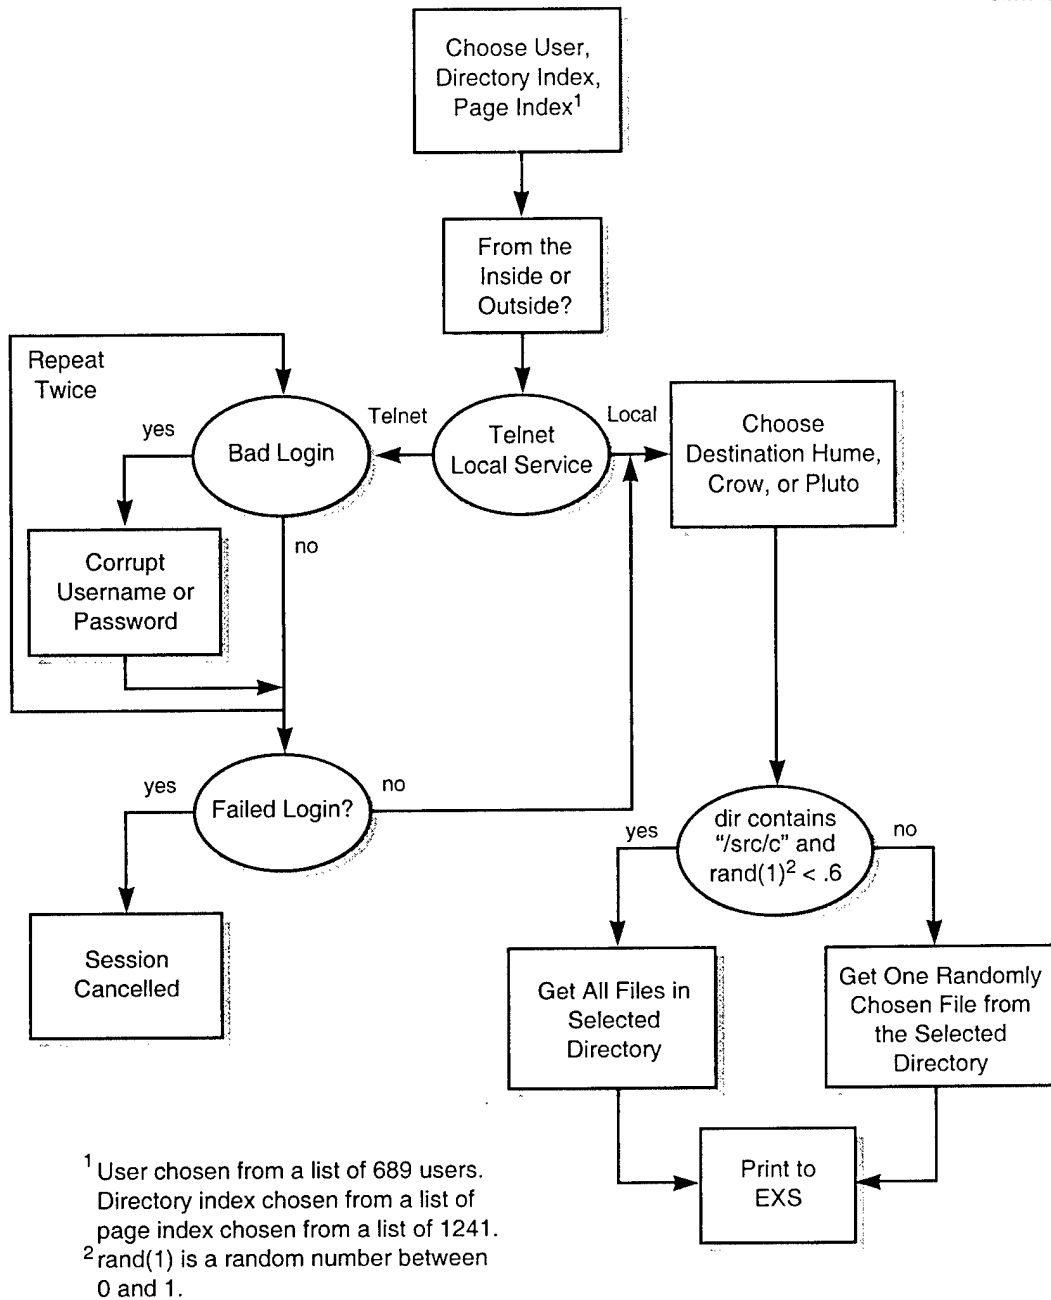 Choose User,
Directory Index,
Page Index1
From the
Inside or
Outside?
Repeat
Twice
yes
Bad Login
Telnet
Telnet
Local Service
Local
Choose
Destination Hume,
Crow, or Pluto
no
Corrupt
Username or
Password
yes
Failed Login?
no
Session
Cancelled
yes
dir contains
“/src/c” and
rand(1)2 < .6
no
Get All Files in
Selected
Directory
Get One Randomly
Chosen File from
the Selected
Directory
Print to
EXS
1 User chosen from a list of 689 users.
Directory index chosen from a list of
page index chosen from a list of 1241.
2 rand(1) is a random number between
0 and 1.